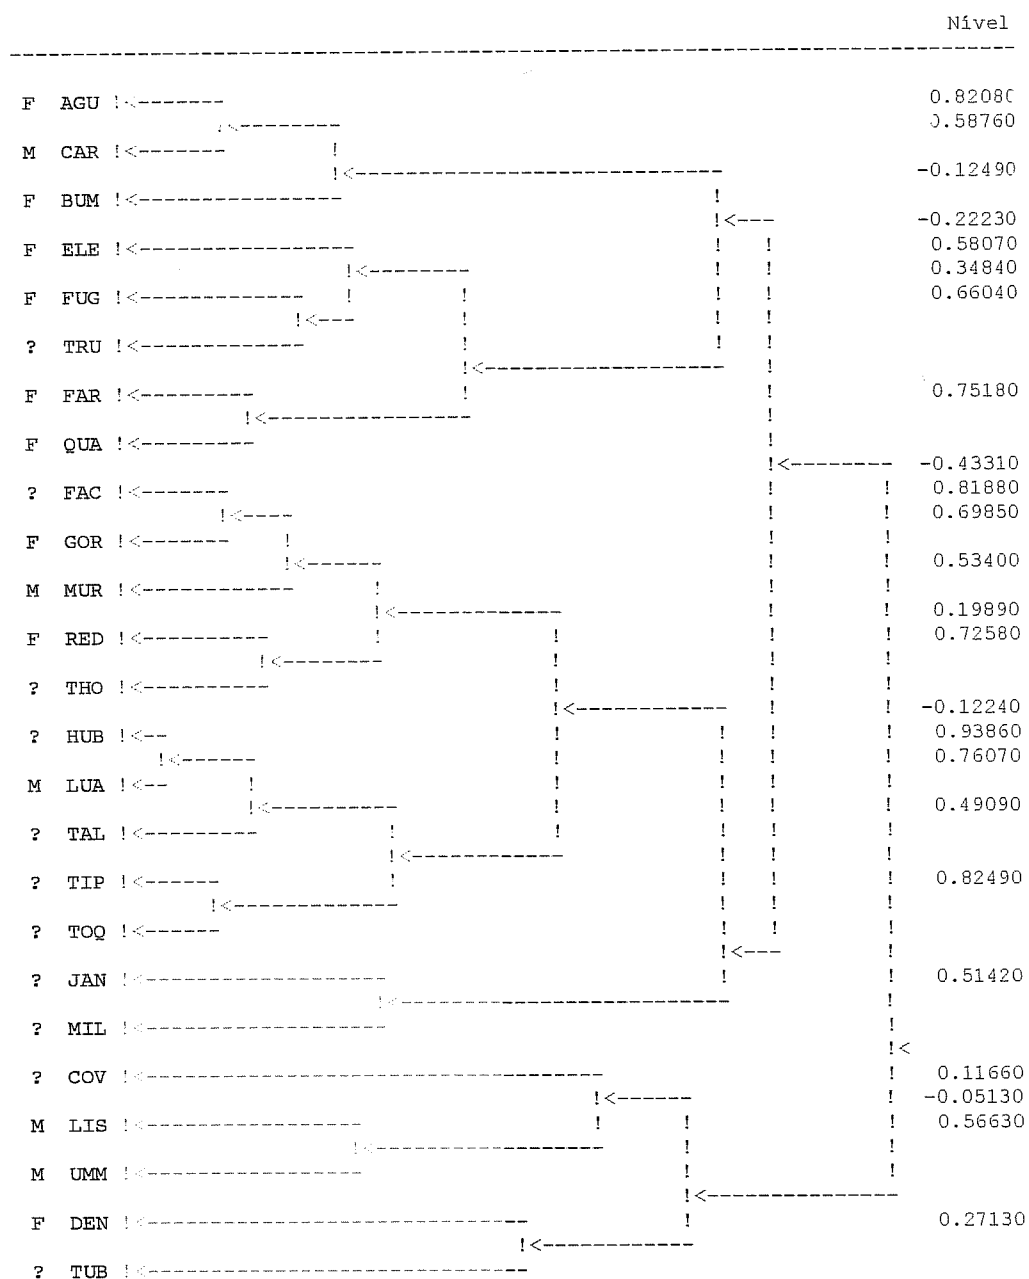 Nível
F AGU 0.82080
0.58760
M CAR
-0.12490
F BUM
-0.22230
F ELE 0.58070
0.34840
F FUG 0.66040
? TRU
F FAR 0.75180
F QUA
-0.43310
? FAC 0.81880
0.69850
F GOR
0.53400
M MUR
0.19890
F RED 0.72580
? THO
-0.12240
? HUB 0.93860
0.76070
M LUA
0.49090
? TAL
? TIP 0.82490
? TOQ
? JAN 0.51420
? MIL
? COV 0.11660
-0.05130
M LIS 0.56630
M UMM
F DEN 0.27130
? TUB